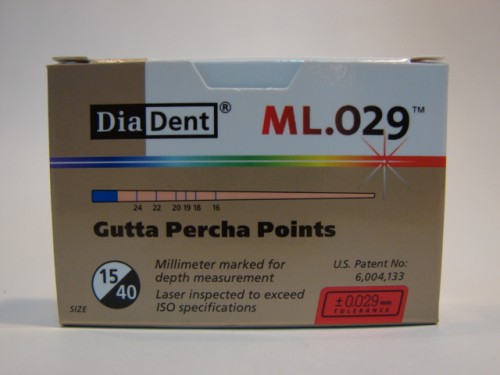 DiaDent®
ML.029™
24 22 20 19 18 16
Gutta Percha Points
15/40
SIZE
Millimeter marked for
depth measurement
Laser inspected to exceed
ISO specifications
U.S. Patent No:
6,004,133
±0.029mm
TOLERANCE